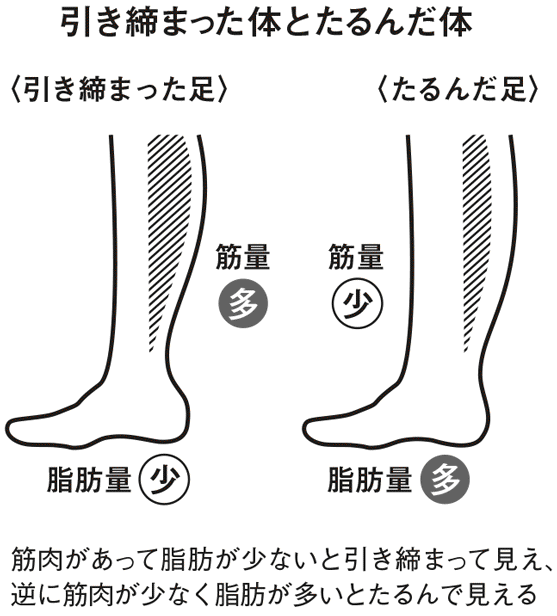 引き締まった体とたるんだ体
〈引き締まった足〉
〈たるんだ足〉
筋量
多
筋量
少
脂肪量 少
脂肪量 多
筋肉があって脂肪が少ないと引き締まって見え、
逆に筋肉が少なく脂肪が多いとたるんで見える